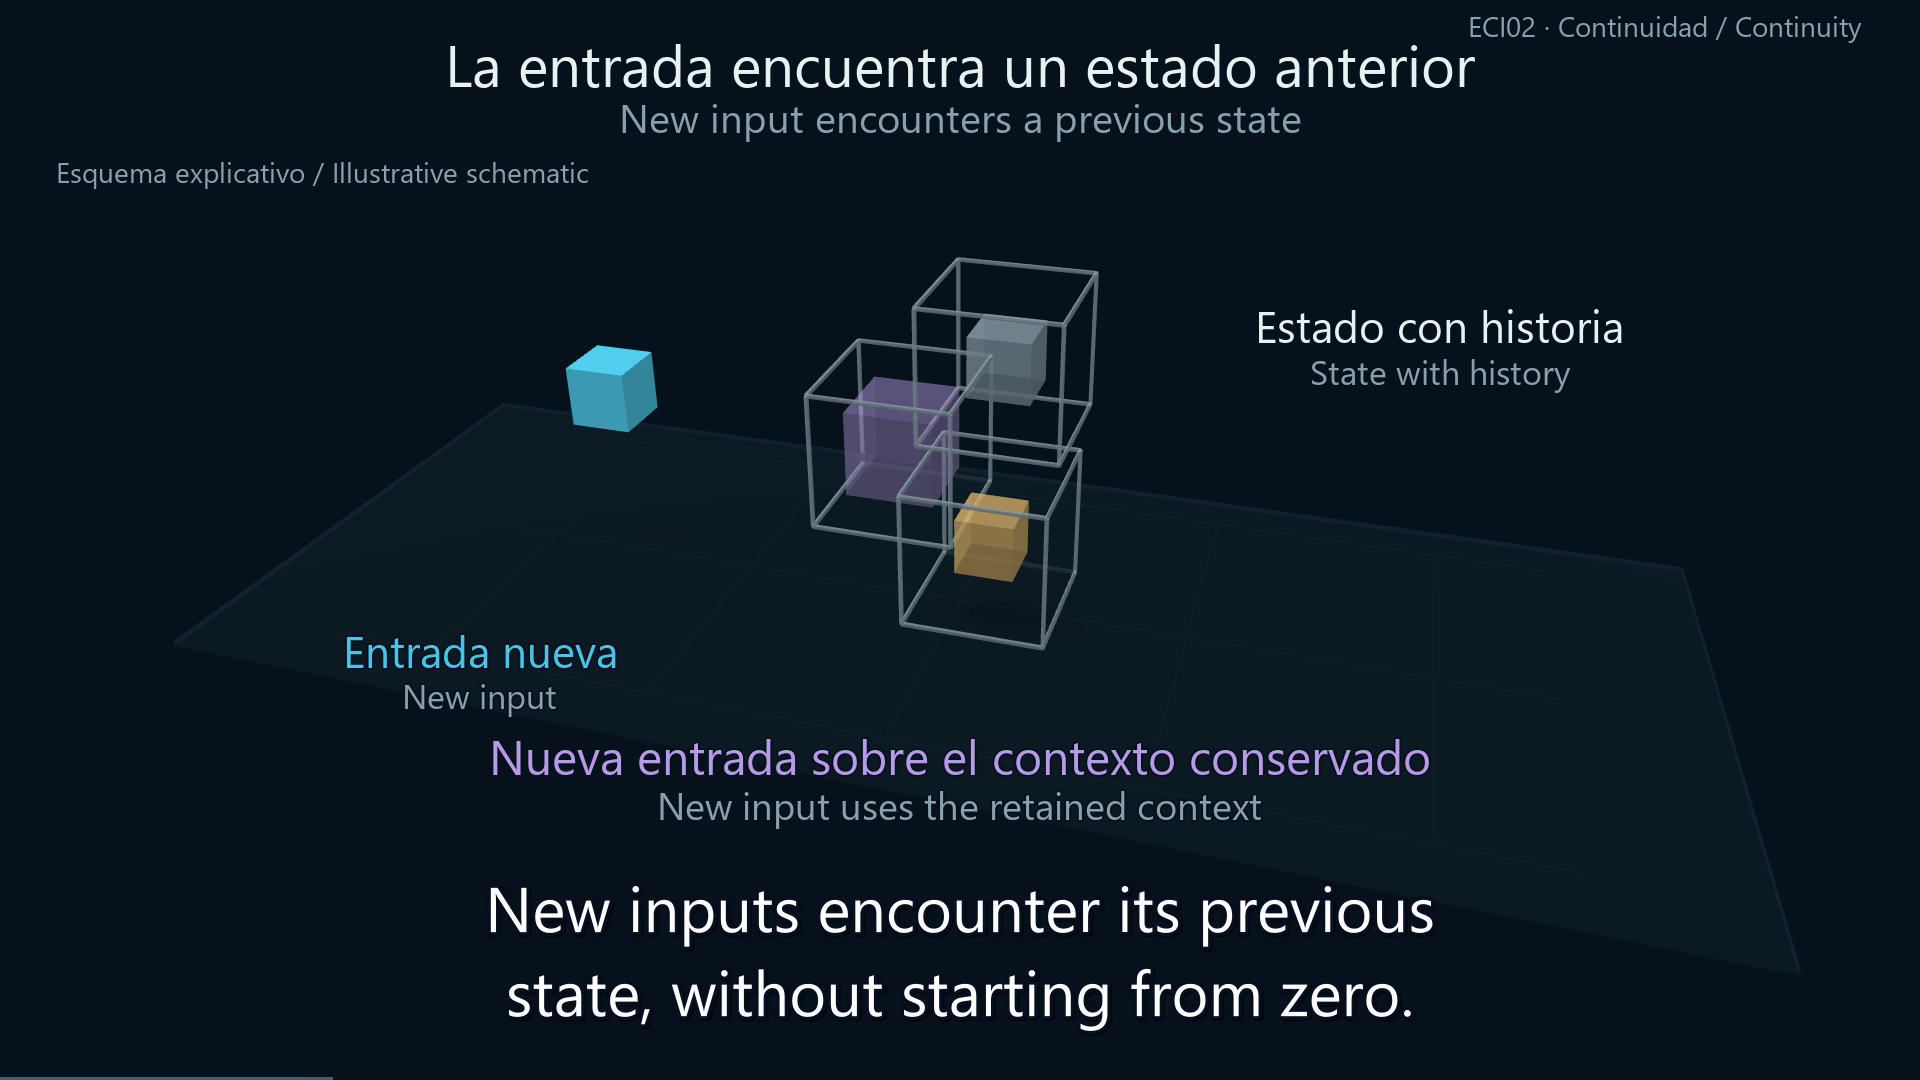 ECI02 · Continuidad / Continuity
La entrada encuentra un estado anterior
New input encounters a previous state
Esquema explicativo / Illustrative schematic
Estado con historia
State with history
Entrada nueva
New input
Nueva entrada sobre el contexto conservado
New input uses the retained context
New inputs encounter its previous
state, without starting from zero.